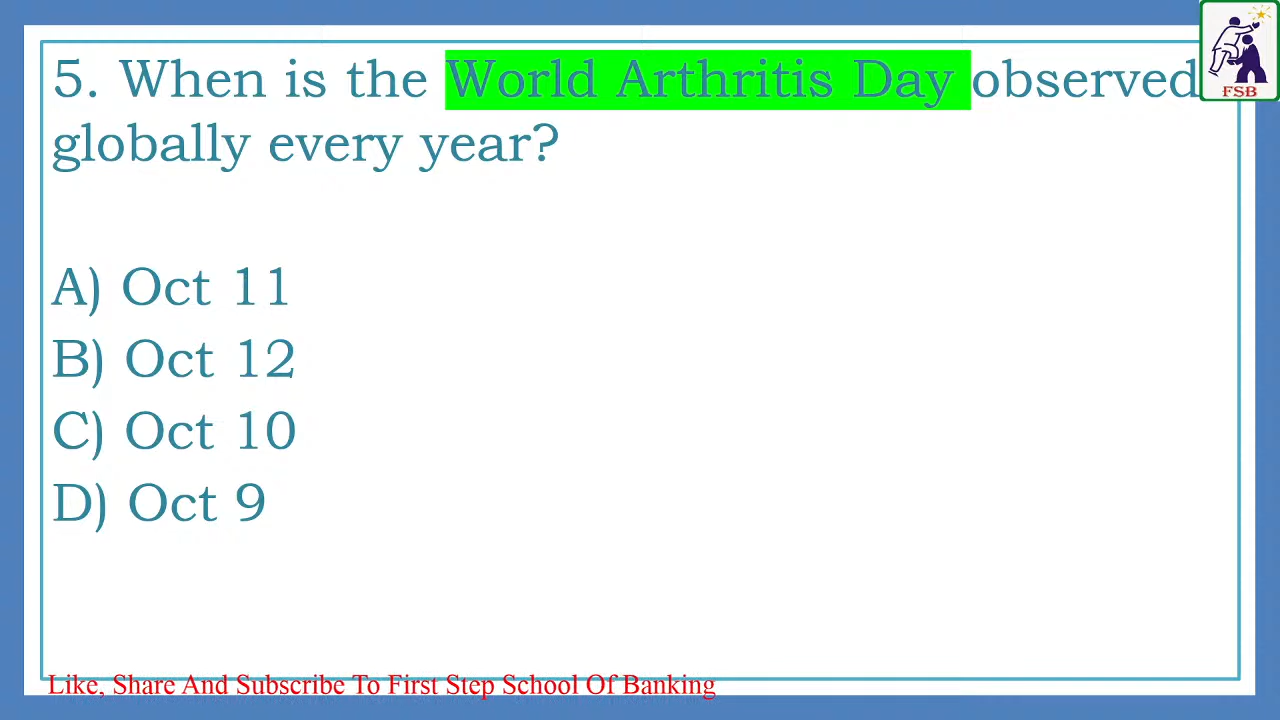 5. When is the World Arthritis Day observed
globally every year?
A) Oct 11
B) Oct 12
C) Oct 10
D) Oct 9
Like, Share And Subscribe To First Step School Of Banking
FSB